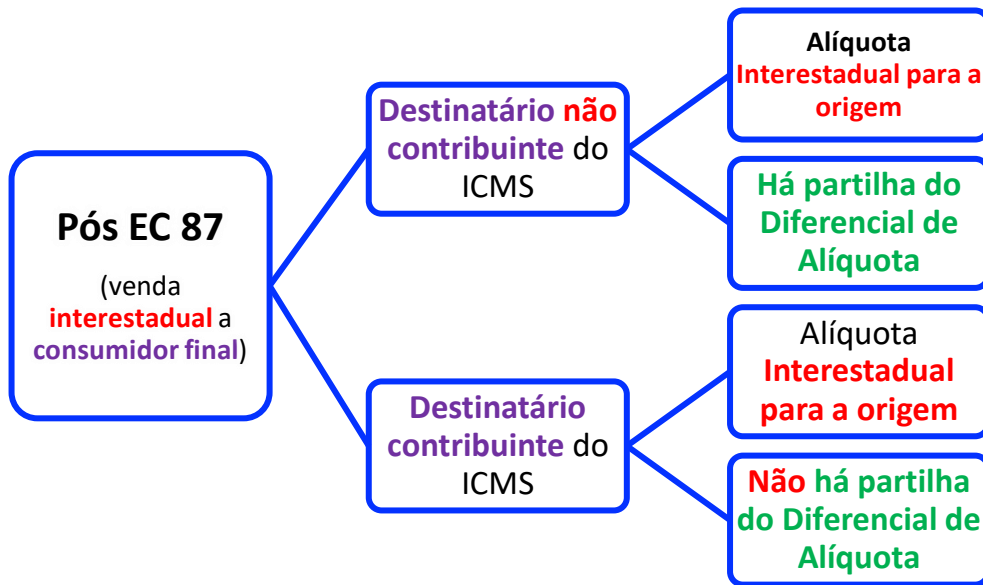 Pós EC 87
(venda
interestadual a
consumidor final)
Destinatário não
contribuinte do
ICMS
Alíquota
Interestadual para a
origem
Há partilha do
Diferencial de
Alíquota
Destinatário
contribuinte do
ICMS
Alíquota
Interestadual
para a origem
Não há partilha
do Diferencial de
Alíquota